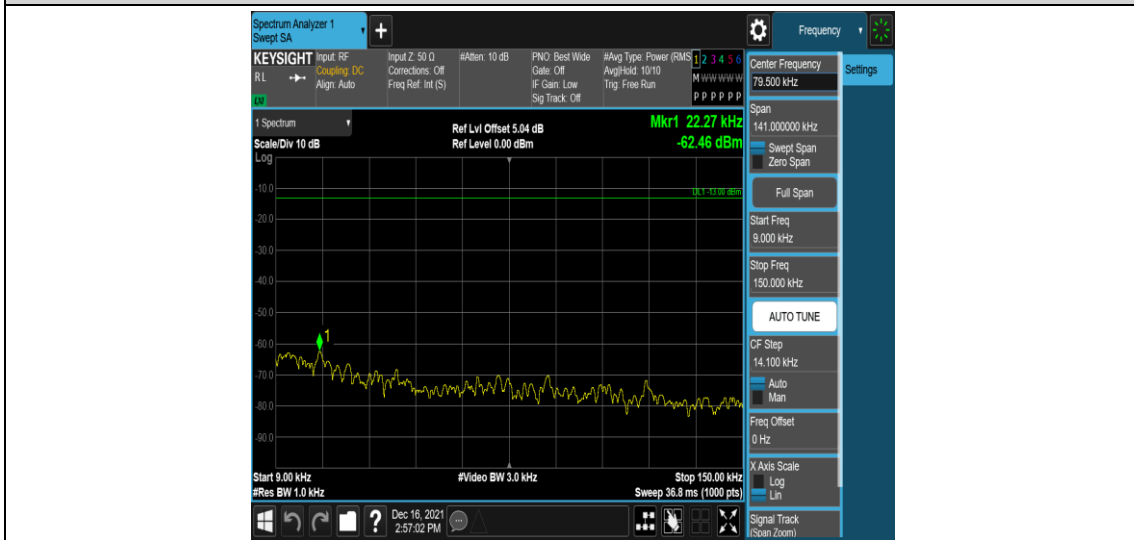 Spectrum Analyzer 1
Swept SA
+
Frequency
KEYSIGHT
RL
LW
Input: RF
Coupling: DC
Align: Auto
Input Z: 50 Ω
Corrections: Off
Freq Ref: Int (S)
#Atten: 10 dB
PNO: Best Wide
Gate: Off
IF Gain: Low
Sig Track: Off
#Avg Type: Power (RMS
Avg|Hold: 10/10
Trig: Free Run
1 2 3 4 5 6
M W W W W W
P P P P P P
1 Spectrum
Scale/Div 10 dB
Log
Ref Lvl Offset 5.04 dB
Ref Level 0.00 dBm
Mkr1 22.27 kHz
-62.46 dBm
DL1 -13.00 dBm
-10.0
-20.0
-30.0
-40.0
-50.0
1
-60.0
-70.0
-80.0
-90.0
Start 9.00 kHz
#Res BW 1.0 kHz
#Video BW 3.0 kHz
Stop 150.00 kHz
Sweep 36.8 ms (1000 pts)
?
Dec 16, 2021
2:57:02 PM
Center Frequency
79.500 kHz
Settings
Span
141.000000 kHz
Swept Span
Zero Span
Full Span
Start Freq
9.000 kHz
Stop Freq
150.000 kHz
AUTO TUNE
CF Step
14.100 kHz
Auto
Man
Freq Offset
0 Hz
X Axis Scale
Log
Lin
Signal Track
(Span Zoom)